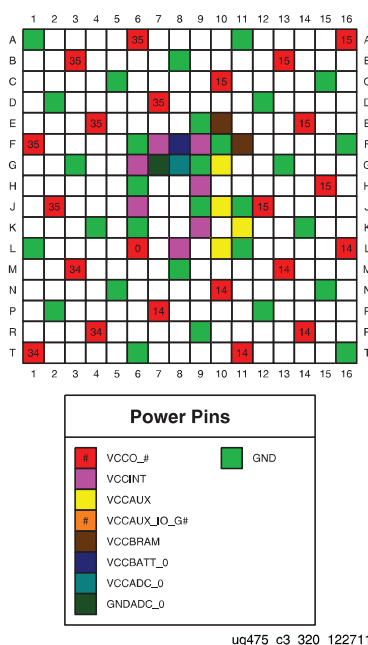 1 2 3 4 5 6 7 8 9 10 11 12 13 14 15 16
A 35 15 A
B 35 15 B
C 15 C
D 35 D
E 35 15 E
F 35 F
G G
H 15 H
J 35 15 J
K K
L 0 14 L
M 34 14 M
N 14 N
P 14 P
R 34 14 R
T 34 14 T
1 2 3 4 5 6 7 8 9 10 11 12 13 14 15 16
Power Pins
# VCCO_# GND
VCCINT
VCCAUX
# VCCAUX_IO_G#
VCCBRAM
VCCBATT_0
VCCADC_0
GNDADC_0
ug475_c3_320_122711